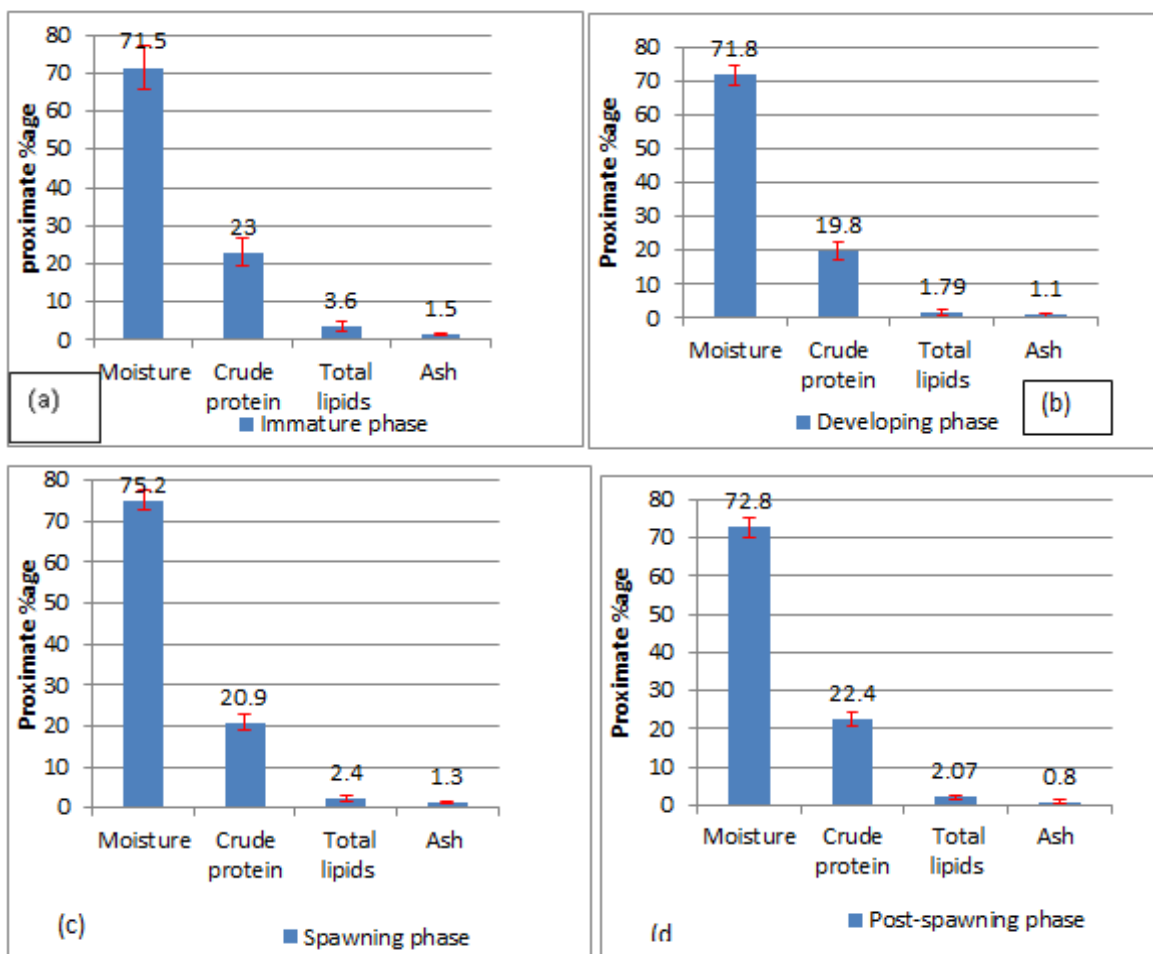 80
70
60
50
40
30
20
10
0
proximate %age
71.5
23
3.6
1.5
Moisture
Crude
protein
Total
lipids
Ash
(a)
Immature phase
80
70
60
50
40
30
20
10
0
Proximate %age
71.8
19.8
1.79
1.1
Moisture
Crude
protein
Total
lipids
Ash
(b)
Developing phase
80
70
60
50
40
30
20
10
0
Proximate %age
75.2
20.9
2.4
1.3
Moisture
Crude
protein
Total
lipids
Ash
(c)
Spawning phase
80
70
60
50
40
30
20
10
0
Proximate %age
72.8
22.4
2.07
0.8
Moisture
Crude
protein
Total
lipids
Ash
(d
Post-spawning phase